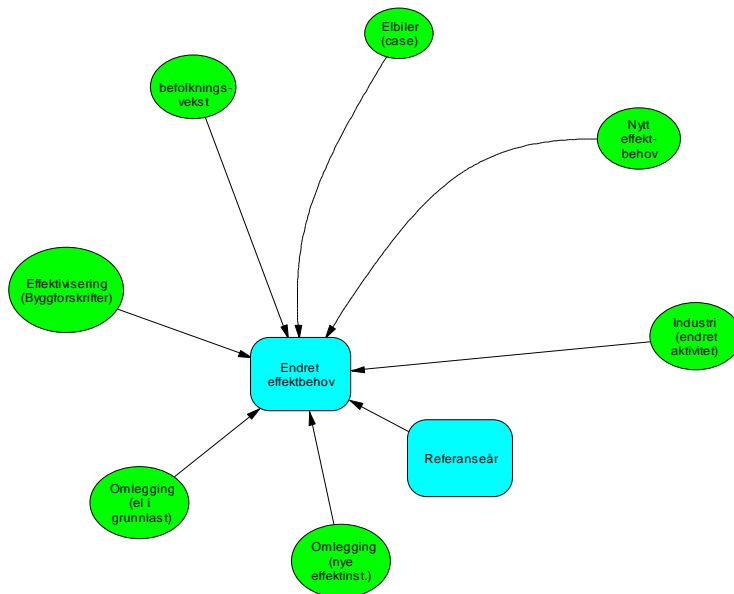 Elbiler
(case)
befolknings-
vekst
Nytt
effekt-
behov
Effektivisering
(Byggforskrifter)
Industri
(endret
aktivitet)
Endret
effektbehov
Referanseår
Omlegging
(el i
grunnlast)
Omlegging
(nye
effektinst.)